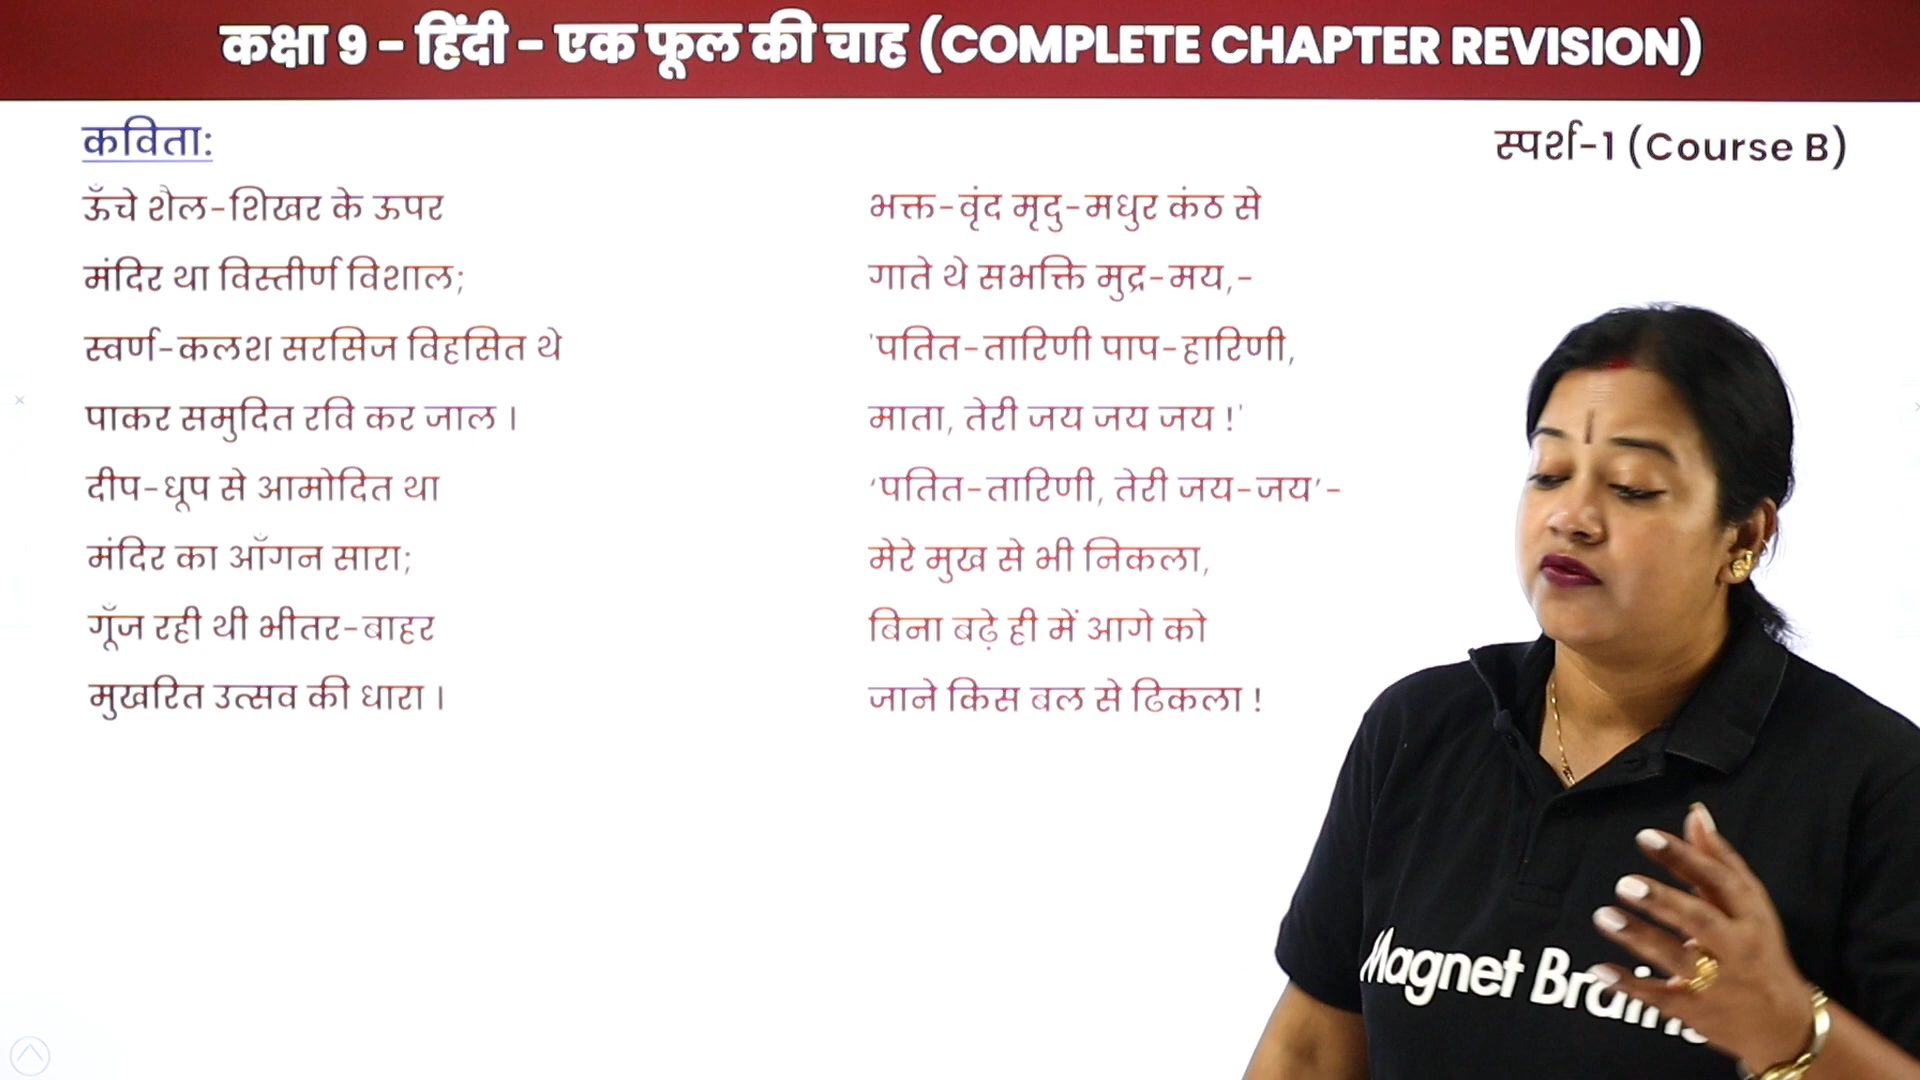 कक्षा 9 - हिंदी - एक फूल की चाह (COMPLETE CHAPTER REVISION)
कविता:
स्पर्श-1 (Course B)
ऊँचे शैल-शिखर के ऊपर
मंदिर था विस्तीर्ण विशाल;
स्वर्ण-कलश सरसिज विहसित थे
पाकर समुदित रवि कर जाल ।
दीप-धूप से आमोदित था
मंदिर का आँगन सारा;
गूँज रही थी भीतर-बाहर
मुखरित उत्सव की धारा ।
भक्त-वृंद मृदु-मधुर कंठ से
गाते थे सभक्ति मुद्र-मय,-
'पतित-तारिणी पाप-हारिणी,
माता, तेरी जय जय जय !'
‘पतित-तारिणी, तेरी जय-जय’-
मेरे मुख से भी निकला,
बिना बढ़े ही में आगे को
जाने किस बल से ढिकला !
Magnet Brains